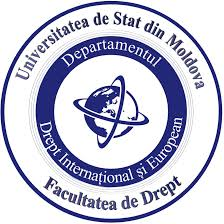 Universitatea de Stat din Moldova
Departamentul
Drept Internațional și European
Facultatea de Drept